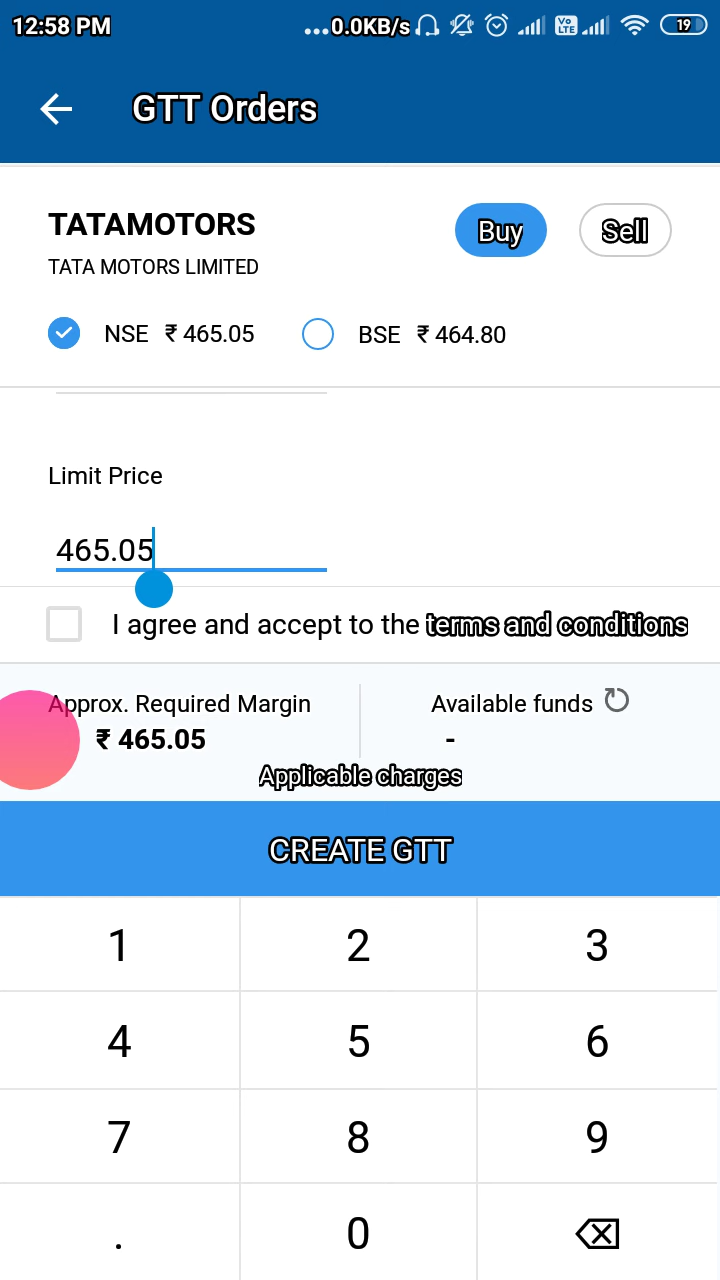 12:58 PM ...0.0KB/s Vo LTE 19
GTT Orders
TATAMOTORS Buy Sell
TATA MOTORS LIMITED
NSE ₹ 465.05 BSE ₹ 464.80
Limit Price
465.05
I agree and accept to the terms and conditions
Approx. Required Margin Available funds
₹ 465.05 -
Applicable charges
CREATE GTT
1 2 3
4 5 6
7 8 9
. 0